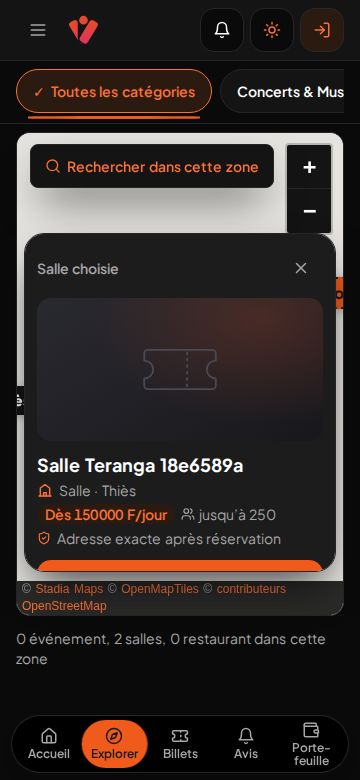 ✓ Toutes les catégories
Concerts & Mus
Rechercher dans cette zone
+
−
Salle choisie
Salle Teranga 18e6589a
Salle · Thiès
Dès 150000 F/jour
jusqu'à 250
Adresse exacte après réservation
© Stadia Maps © OpenMapTiles © contributeurs
OpenStreetMap
0 événement, 2 salles, 0 restaurant dans cette
zone
Accueil
Explorer
Billets
Avis
Porte-
feuille